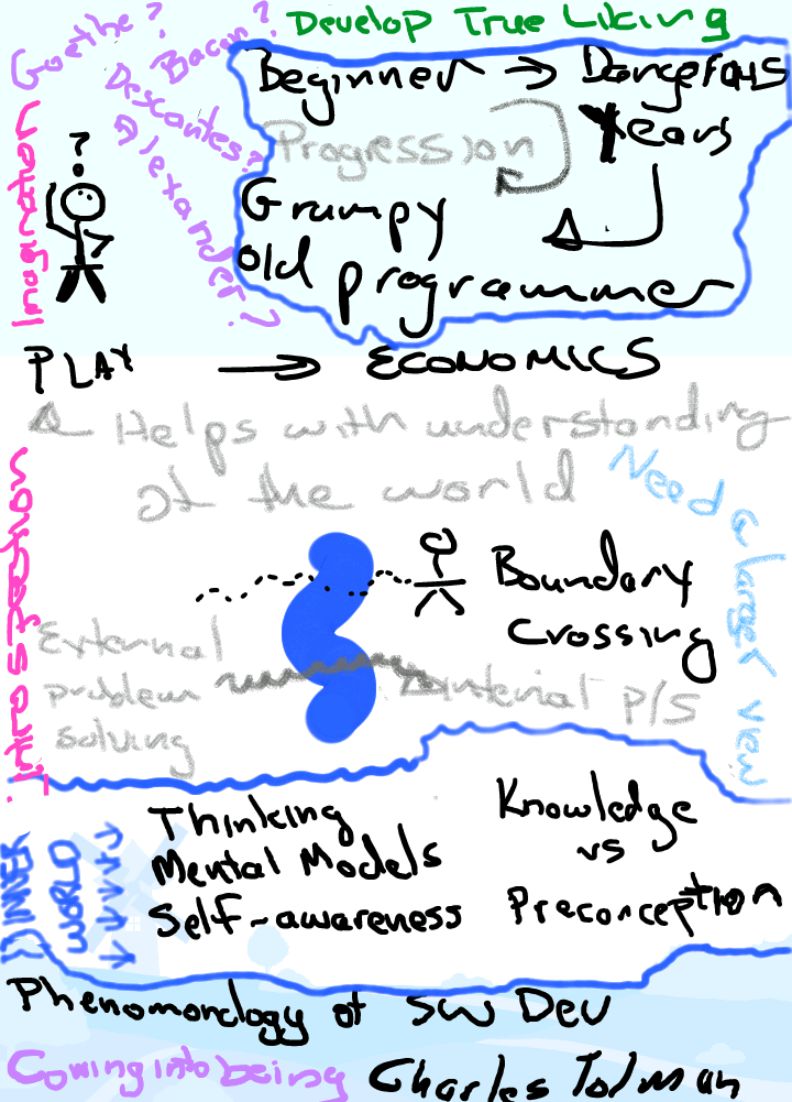 Develop True Liking
Goethe?
Bacon?
Descartes?
Alexander?
Imagination
?
Beginner → Dangerous
Years
Progression
Grumpy
old programmer
PLAY → ECONOMICS
Helps with understanding
of the world
Need a larger view
Introspection
Boundary
Crossing
External
problem
solving
Internal P/S
INNER
WORLD
Thinking
Mental Models
Self-awareness
Knowledge
vs
Preconception
Phenomonology of SW Dev
Coming into being
Charles Tolman